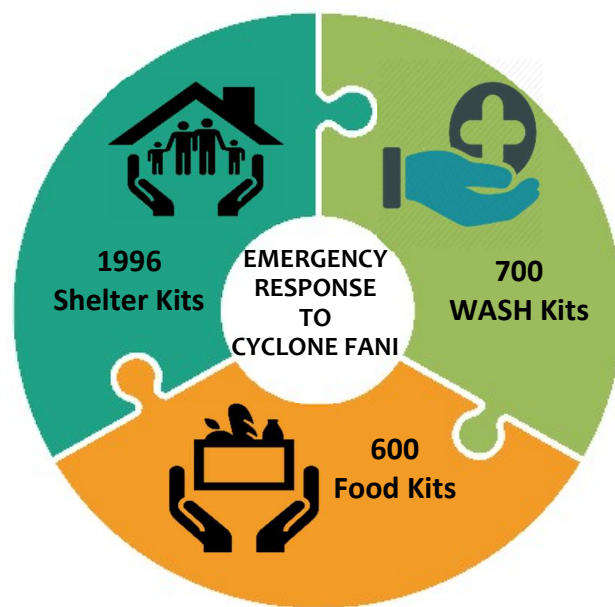 EMERGENCY
RESPONSE
TO
CYCLONE FANI
1996
Shelter Kits
700
WASH Kits
600
Food Kits